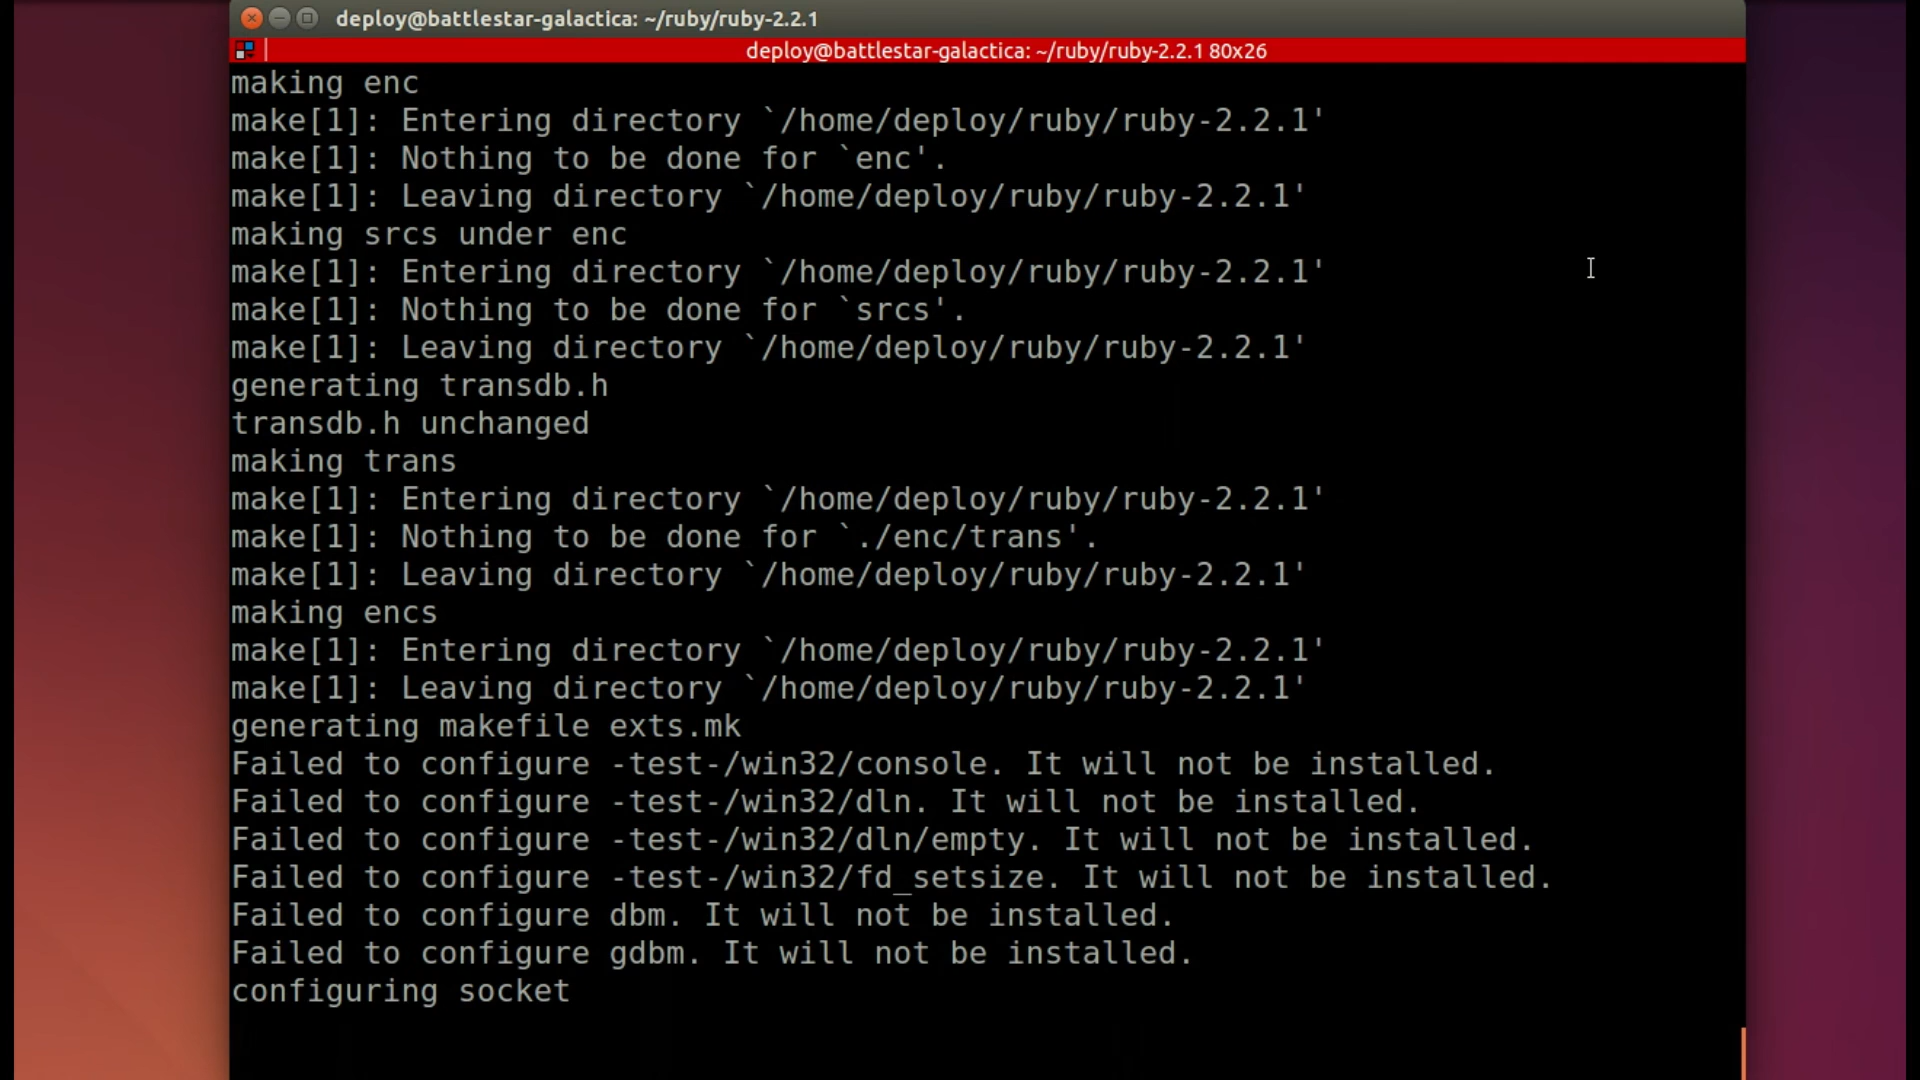 deploy@battlestar-galactica: ~/ruby/ruby-2.2.1
deploy@battlestar-galactica: ~/ruby/ruby-2.2.1 80x26
making enc
make[1]: Entering directory `/home/deploy/ruby/ruby-2.2.1'
make[1]: Nothing to be done for `enc'.
make[1]: Leaving directory `/home/deploy/ruby/ruby-2.2.1'
making srcs under enc
make[1]: Entering directory `/home/deploy/ruby/ruby-2.2.1'
make[1]: Nothing to be done for `srcs'.
make[1]: Leaving directory `/home/deploy/ruby/ruby-2.2.1'
generating transdb.h
transdb.h unchanged
making trans
make[1]: Entering directory `/home/deploy/ruby/ruby-2.2.1'
make[1]: Nothing to be done for `./enc/trans'.
make[1]: Leaving directory `/home/deploy/ruby/ruby-2.2.1'
making encs
make[1]: Entering directory `/home/deploy/ruby/ruby-2.2.1'
make[1]: Leaving directory `/home/deploy/ruby/ruby-2.2.1'
generating makefile exts.mk
Failed to configure -test-/win32/console. It will not be installed.
Failed to configure -test-/win32/dln. It will not be installed.
Failed to configure -test-/win32/dln/empty. It will not be installed.
Failed to configure -test-/win32/fd_setsize. It will not be installed.
Failed to configure dbm. It will not be installed.
Failed to configure gdbm. It will not be installed.
configuring socket